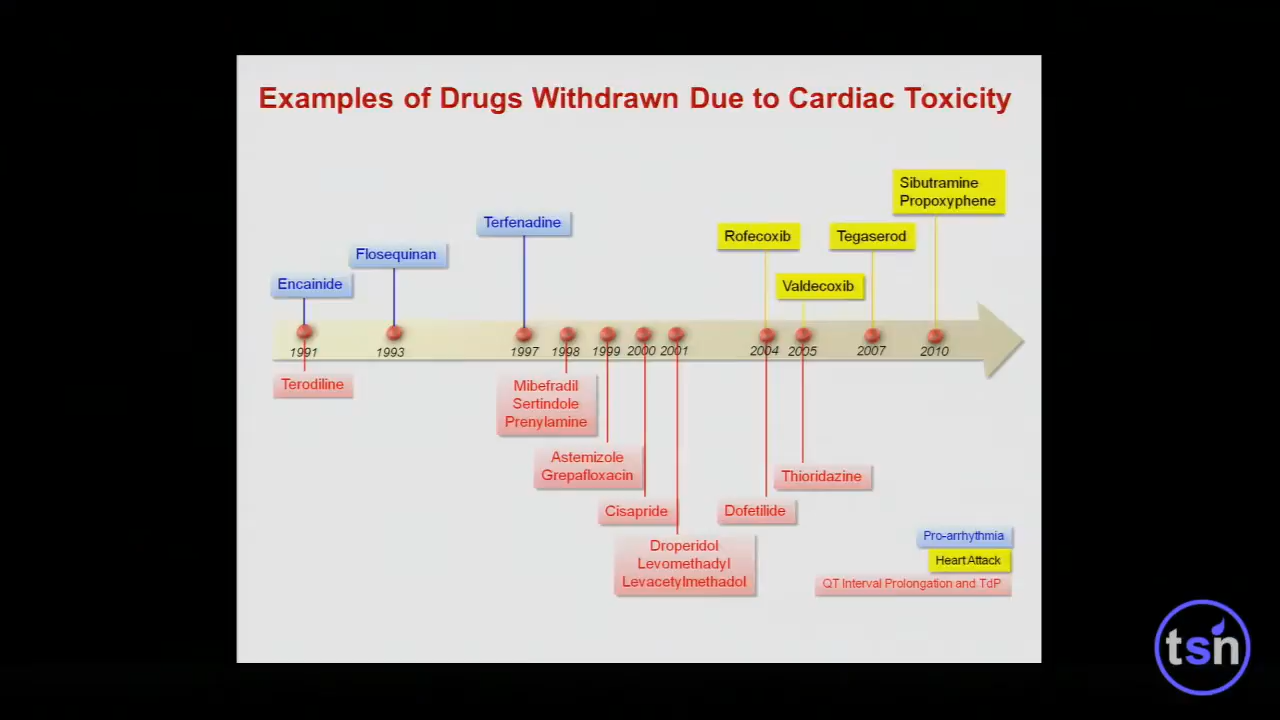 Examples of Drugs Withdrawn Due to Cardiac Toxicity
Sibutramine
Propoxyphene
Terfenadine
Rofecoxib
Tegaserod
Flosequinan
Encainide
Valdecoxib
1991
1993
1997
1998
1999
2000
2001
2004
2005
2007
2010
Terodiline
Mibefradil
Sertindole
Prenylamine
Astemizole
Grepafloxacin
Thioridazine
Cisapride
Dofetilide
Droperidol
Levomethadyl
Levacetylmethadol
Pro-arrhythmia
Heart Attack
QT Interval Prolongation and TdP
tsn